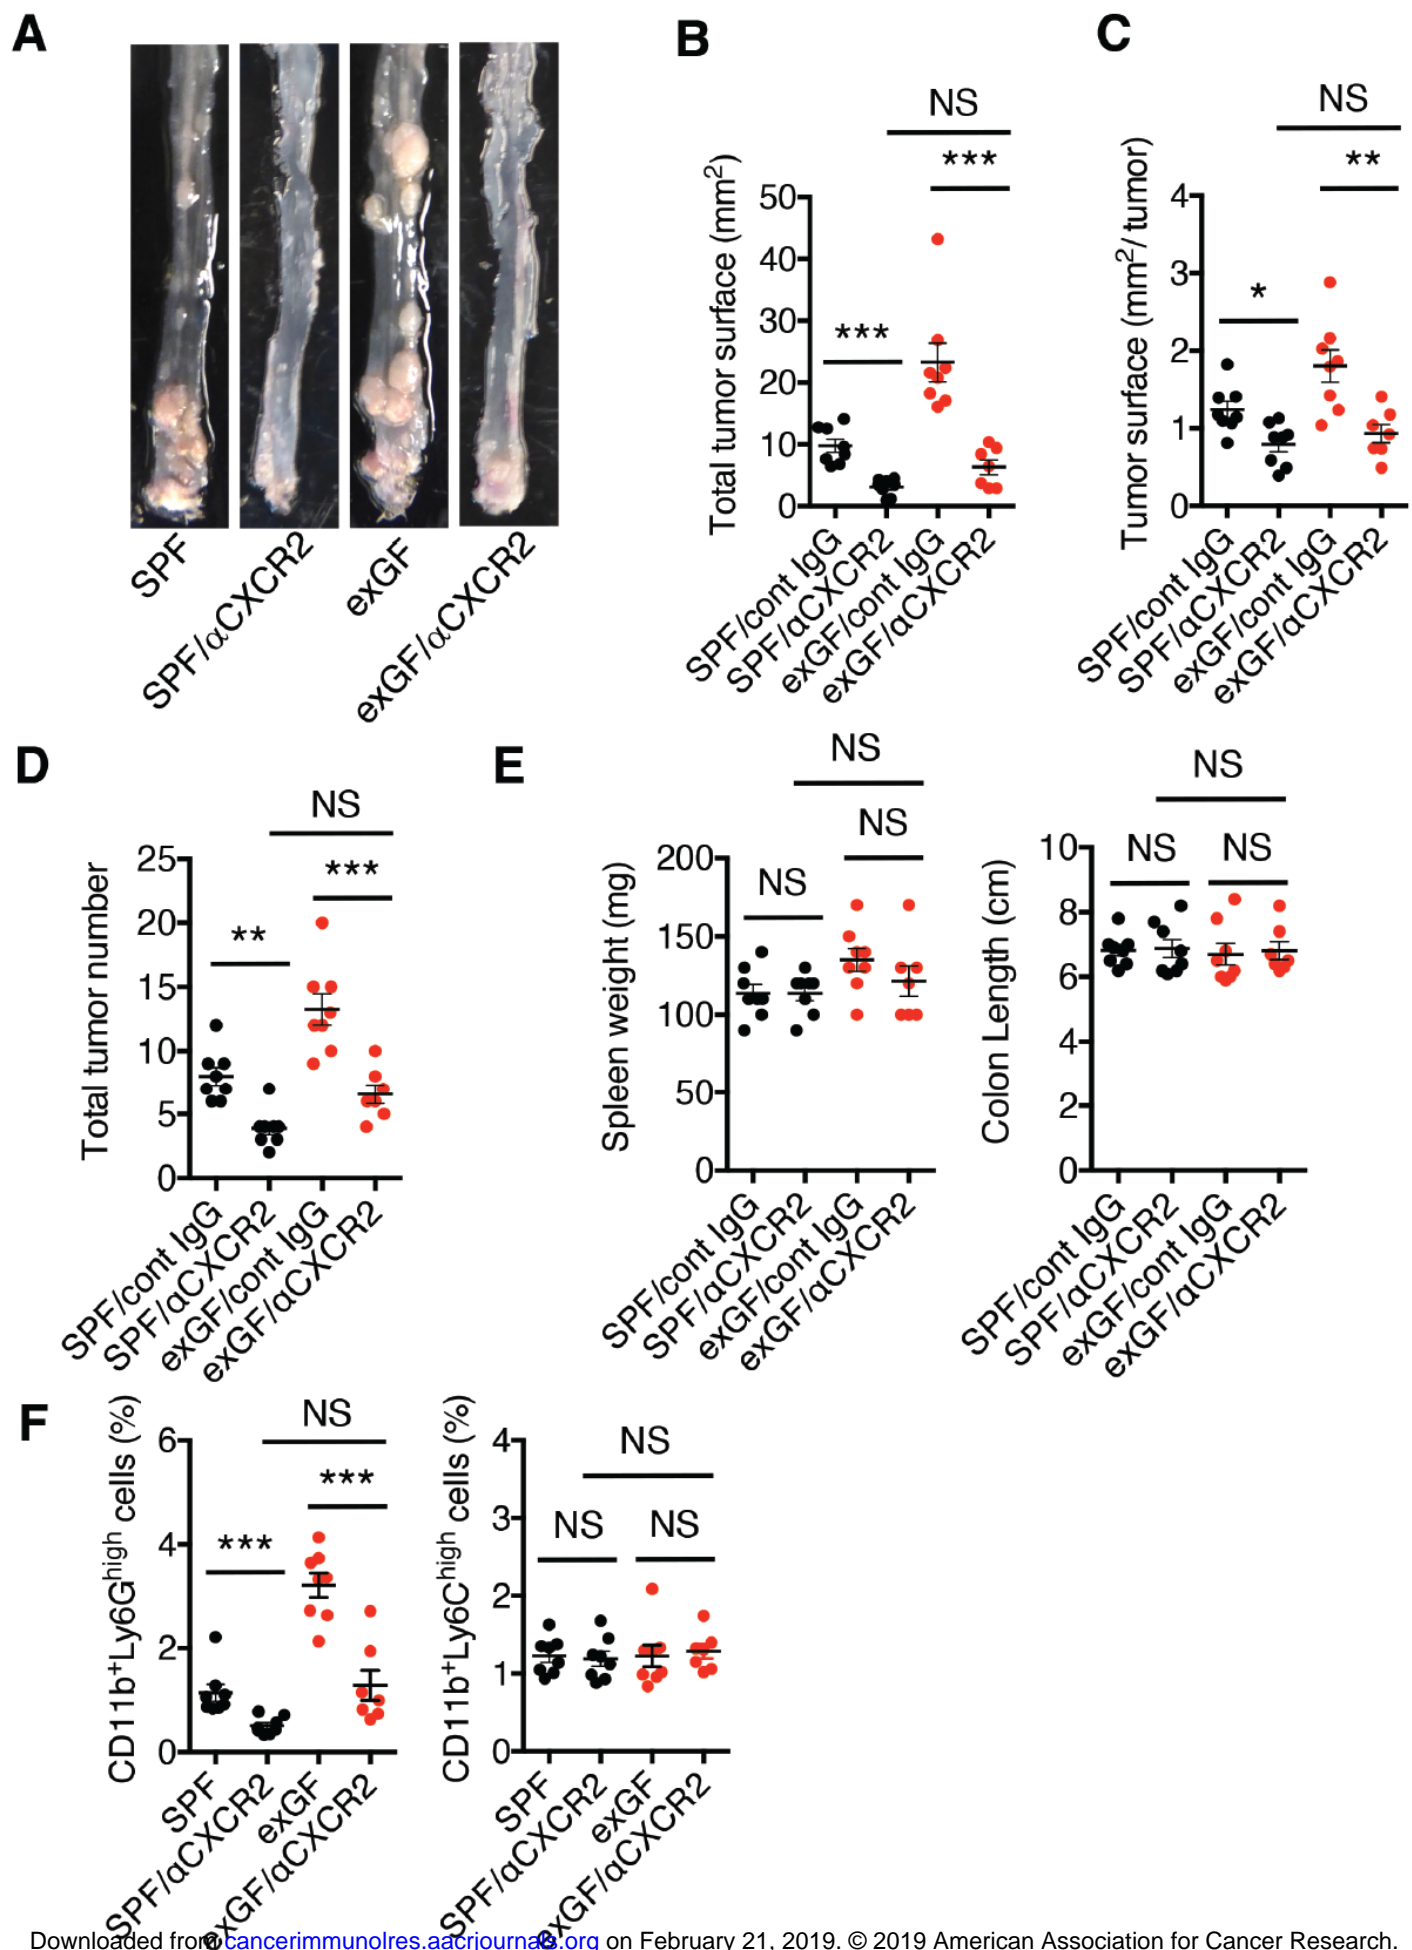 A
SPF
SPF/αCXCR2
exGF
exGF/αCXCR2
B
NS
***
***
Total tumor surface (mm2)
50
40
30
20
10
0
SPF/cont IgG
SPF/αCXCR2
exGF/cont IgG
exGF/αCXCR2
C
NS
**
*
Tumor surface (mm2/ tumor)
4
3
2
1
0
SPF/cont IgG
SPF/αCXCR2
exGF/cont IgG
exGF/αCXCR2
D
NS
***
**
Total tumor number
25
20
15
10
5
0
SPF/cont IgG
SPF/αCXCR2
exGF/cont IgG
exGF/αCXCR2
E
NS
NS
NS
Spleen weight (mg)
200
150
100
50
0
SPF/cont IgG
SPF/αCXCR2
exGF/cont IgG
exGF/αCXCR2
NS
NS
NS
Colon Length (cm)
10
8
6
4
2
0
SPF/cont IgG
SPF/αCXCR2
exGF/cont IgG
exGF/αCXCR2
F
NS
***
***
CD11b+Ly6Ghigh cells (%)
6
4
2
0
SPF
SPF/αCXCR2
exGF
exGF/αCXCR2
NS
NS
NS
CD11b+Ly6Chigh cells (%)
4
3
2
1
0
SPF
SPF/αCXCR2
exGF
exGF/αCXCR2
Downloaded from cancerimmunolres.aacrjournals.org on February 21, 2019. © 2019 American Association for Cancer Research.